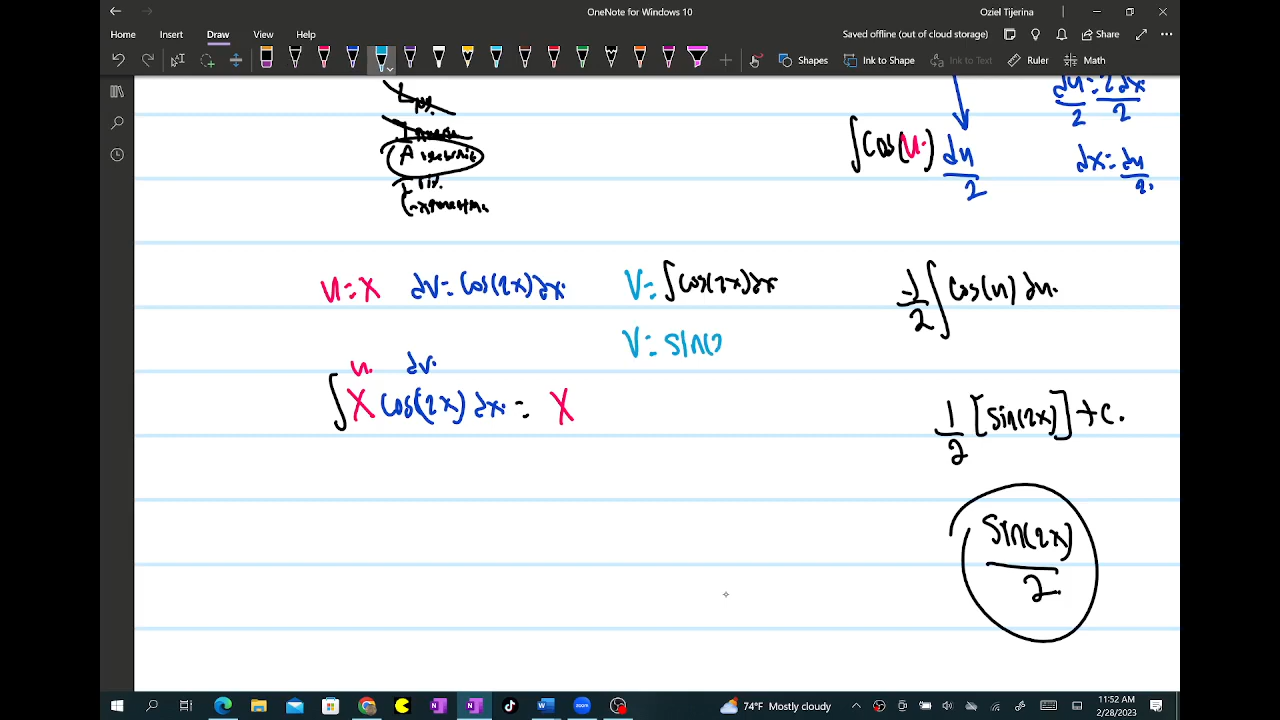 OneNote for Windows 10
Oziel Tijerina
Home Insert Draw View Help
Saved offline (out of cloud storage)
Share
Shapes Ink to Shape Ink to Text Ruler Math
du = 2dx
2 2
∫cos(u) du
2
dx = du
2
A
u = x dv = cos(2x)dx v = ∫cos(2x)dx
v = sin(2
1/2 ∫cos(u) du
u dv
∫x cos(2x) dx = x
1/2 [sin(2x)] + c
sin(2x)
2
74°F Mostly cloudy
11:52 AM
2/28/2023